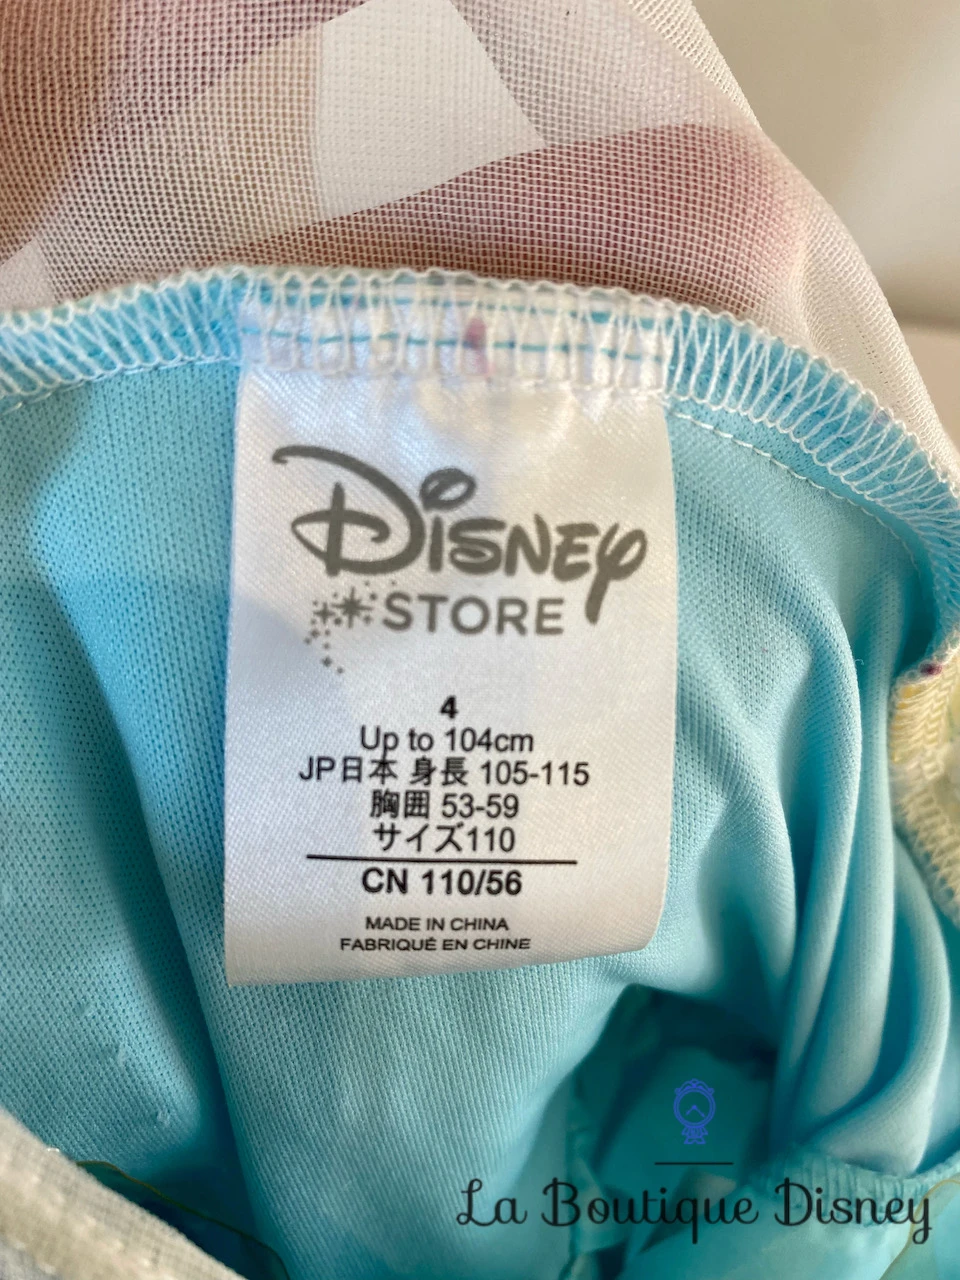 Disney
STORE
4
Up to 104cm
JP日本 身長 105-115
胸囲 53-59
サイズ110
CN 110/56
MADE IN CHINA
FABRIQUÉ EN CHINE
La Boutique Disney